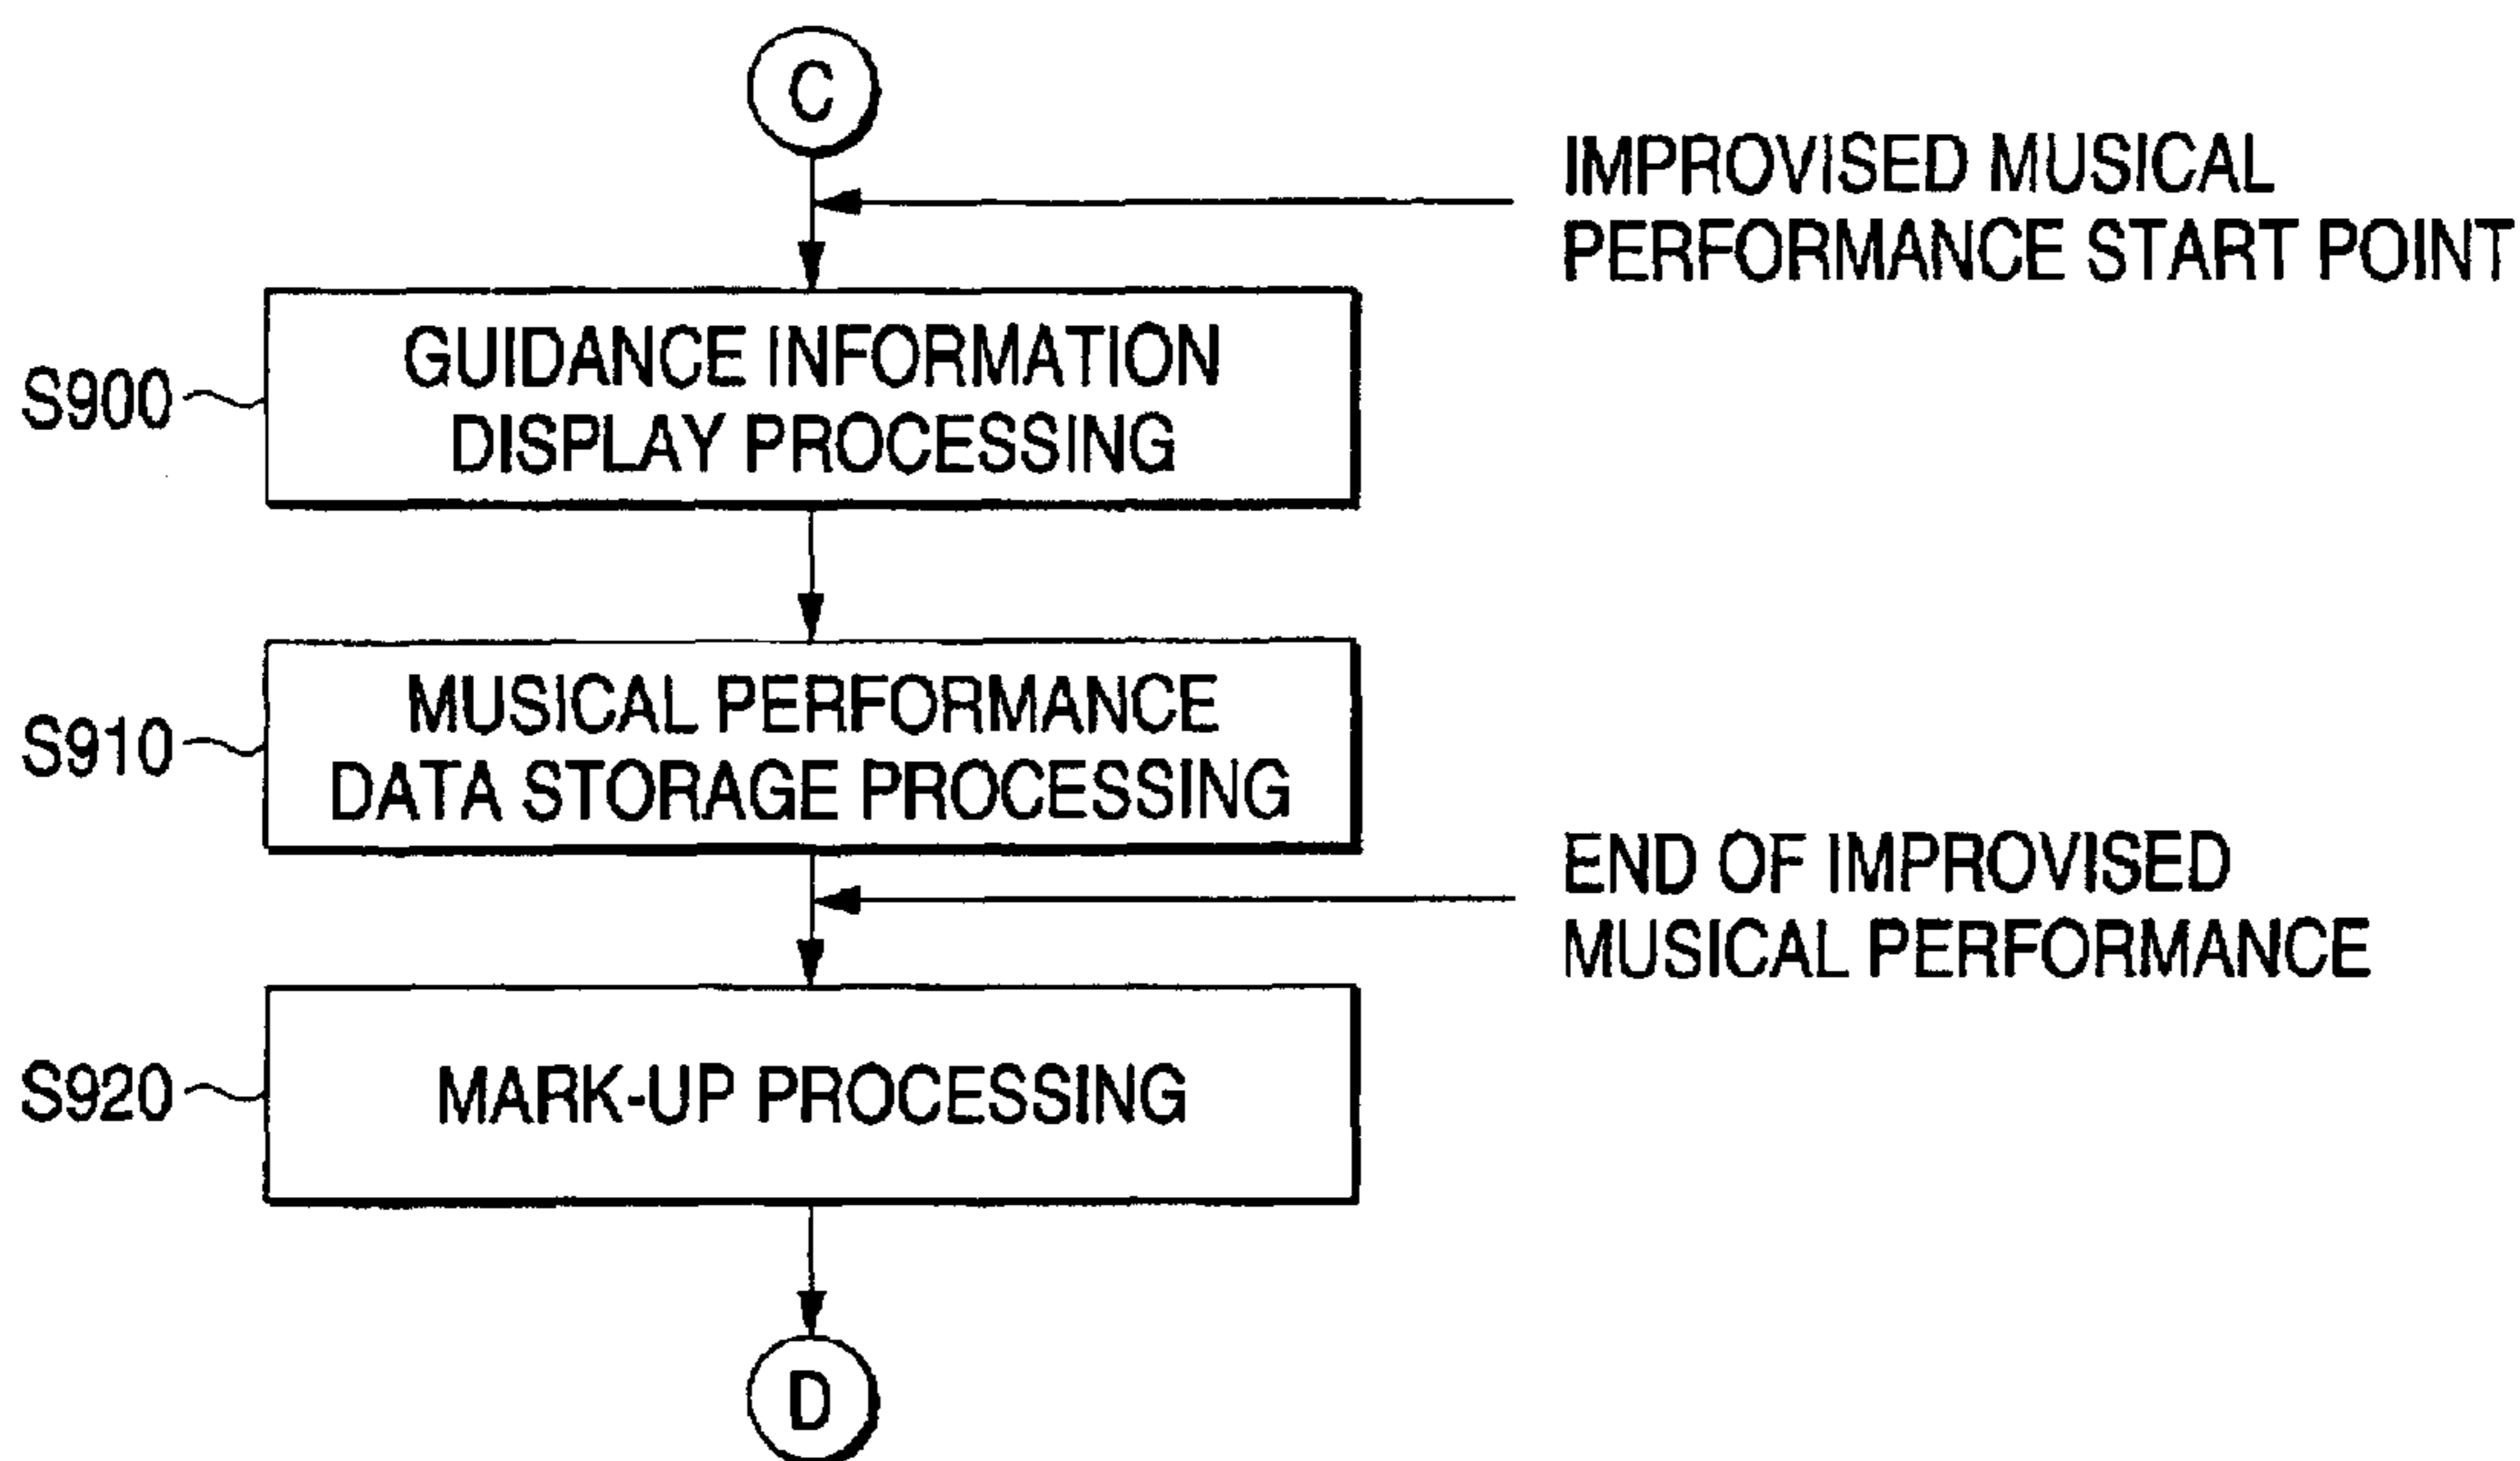 C
IMPROVISED MUSICAL
PERFORMANCE START POINT
S900
GUIDANCE INFORMATION
DISPLAY PROCESSING
S910
MUSICAL PERFORMANCE
DATA STORAGE PROCESSING
END OF IMPROVISED
MUSICAL PERFORMANCE
S920
MARK-UP PROCESSING
D